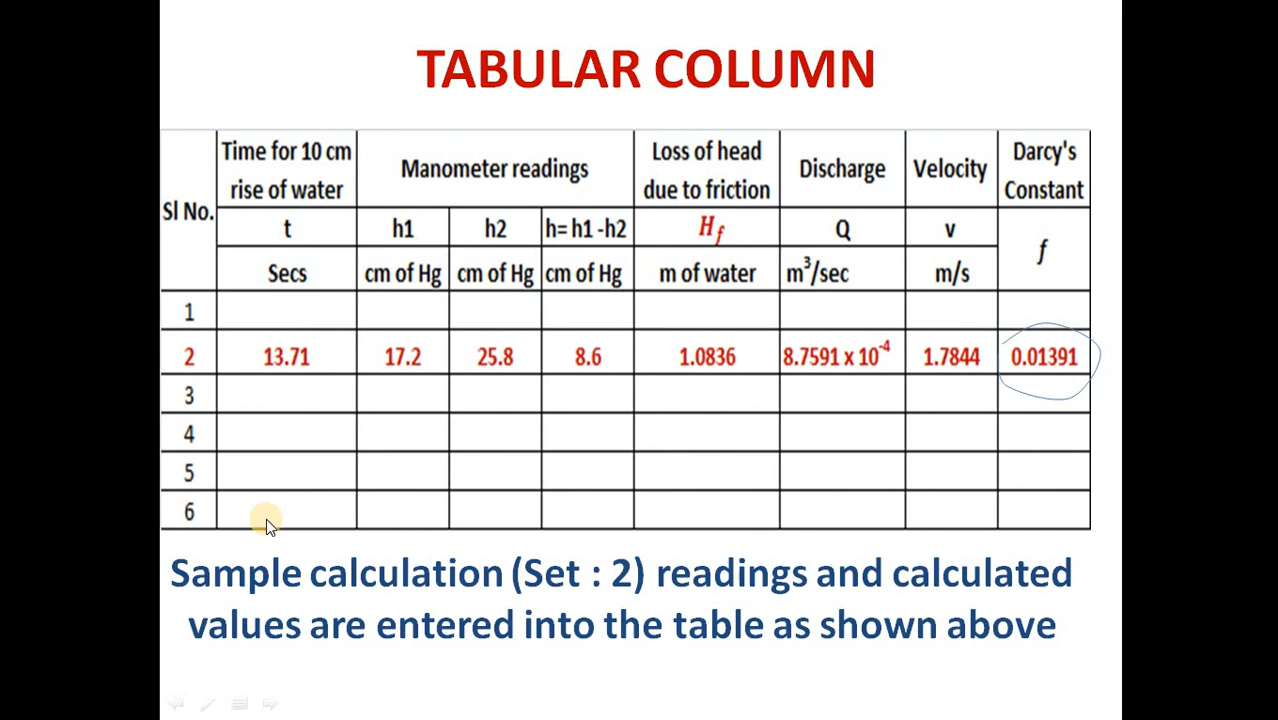 TABULAR COLUMN
Sl No. Time for 10 cm rise of water Manometer readings Loss of head due to friction Discharge Velocity Darcy's Constant
t h1 h2 h= h1 -h2 H_f Q v f
Secs cm of Hg cm of Hg cm of Hg m of water m³/sec m/s
1
2 13.71 17.2 25.8 8.6 1.0836 8.7591 x 10⁻⁴ 1.7844 0.01391
3
4
5
6
Sample calculation (Set : 2) readings and calculated
values are entered into the table as shown above